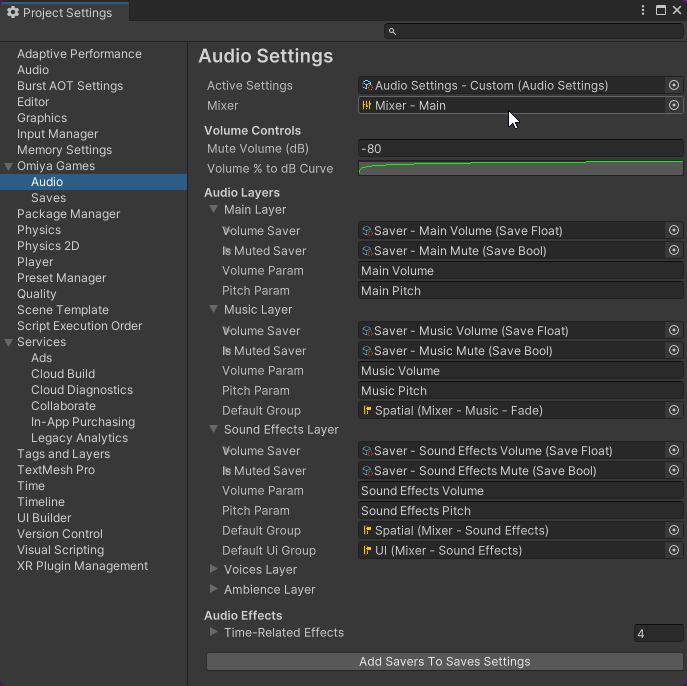 Project Settings
Adaptive Performance
Audio
Burst AOT Settings
Editor
Graphics
Input Manager
Memory Settings
Omiya Games
Audio
Saves
Package Manager
Physics
Physics 2D
Player
Preset Manager
Quality
Scene Template
Script Execution Order
Services
Ads
Cloud Build
Cloud Diagnostics
Collaborate
In-App Purchasing
Legacy Analytics
Tags and Layers
TextMesh Pro
Time
Timeline
UI Builder
Version Control
Visual Scripting
XR Plugin Management
Audio Settings
Active Settings Audio Settings - Custom (Audio Settings)
Mixer Mixer - Main
Volume Controls
Mute Volume (dB) -80
Volume % to dB Curve
Audio Layers
Main Layer
Volume Saver Saver - Main Volume (Save Float)
Is Muted Saver Saver - Main Mute (Save Bool)
Volume Param Main Volume
Pitch Param Main Pitch
Music Layer
Volume Saver Saver - Music Volume (Save Float)
Is Muted Saver Saver - Music Mute (Save Bool)
Volume Param Music Volume
Pitch Param Music Pitch
Default Group Spatial (Mixer - Music - Fade)
Sound Effects Layer
Volume Saver Saver - Sound Effects Volume (Save Float)
Is Muted Saver Saver - Sound Effects Mute (Save Bool)
Volume Param Sound Effects Volume
Pitch Param Sound Effects Pitch
Default Group Spatial (Mixer - Sound Effects)
Default Ui Group UI (Mixer - Sound Effects)
Voices Layer
Ambience Layer
Audio Effects
Time-Related Effects 4
Add Savers To Saves Settings